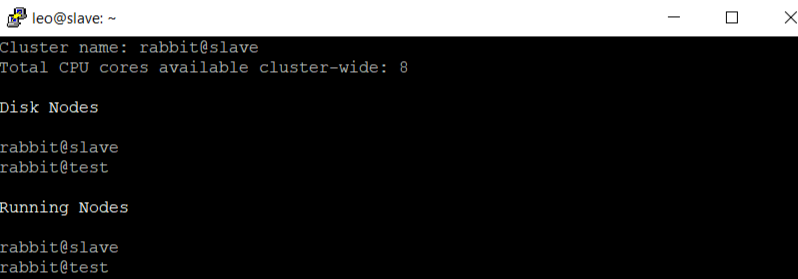 leo@slave: ~
Cluster name: rabbit@slave
Total CPU cores available cluster-wide: 8
Disk Nodes
rabbit@slave
rabbit@test
Running Nodes
rabbit@slave
rabbit@test